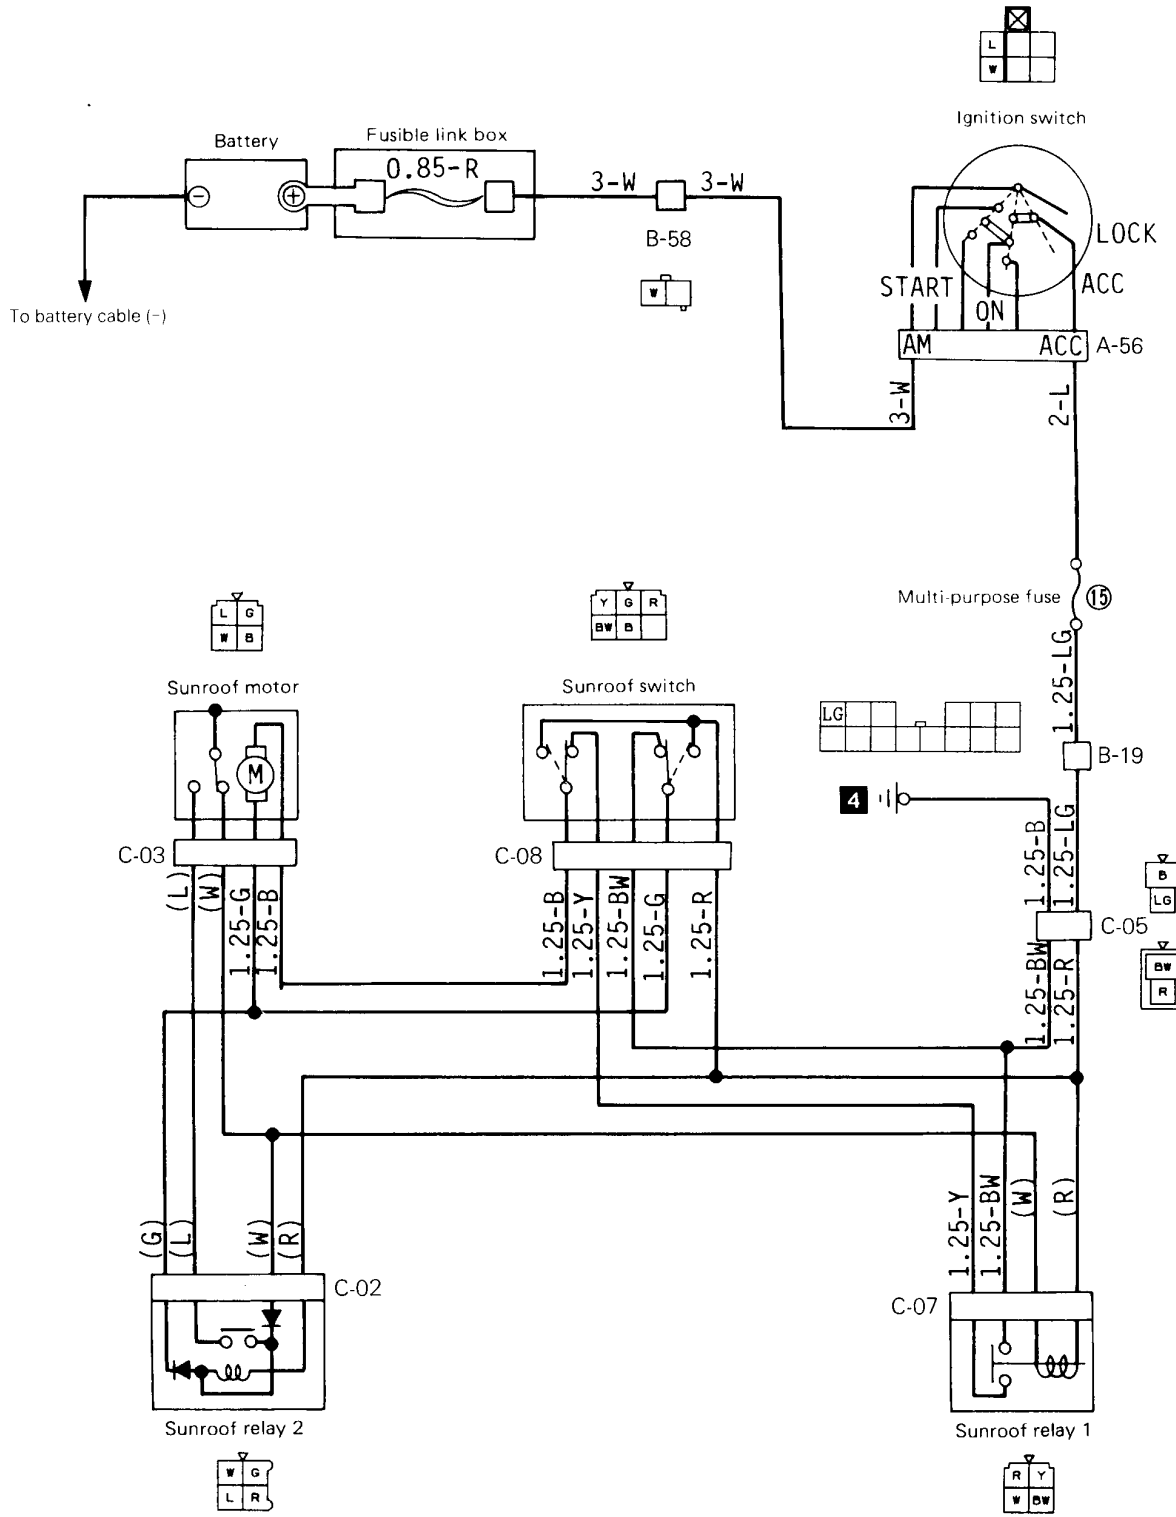 L
W
Ignition switch
Battery
Fusible link box
0.85-R
3-W
3-W
B-58
W
LOCK
ACC
START
ON
AM
ACC
A-56
To battery cable (-)
3-W
2-L
Multi-purpose fuse
15
1.25-LG
B-19
L G
W B
Sunroof motor
M
C-03
Y G R
BW B
Sunroof switch
C-08
LG
4
1.25-B
1.25-LG
C-05
B
LG
BW
R
(L)
(W)
1.25-G
1.25-B
1.25-B
1.25-Y
1.25-BW
1.25-G
1.25-R
1.25-BW
1.25-R
(G)
(L)
(W)
(R)
C-02
Sunroof relay 2
W G
L R
1.25-Y
1.25-BW
(W)
(R)
C-07
Sunroof relay 1
R Y
W BW